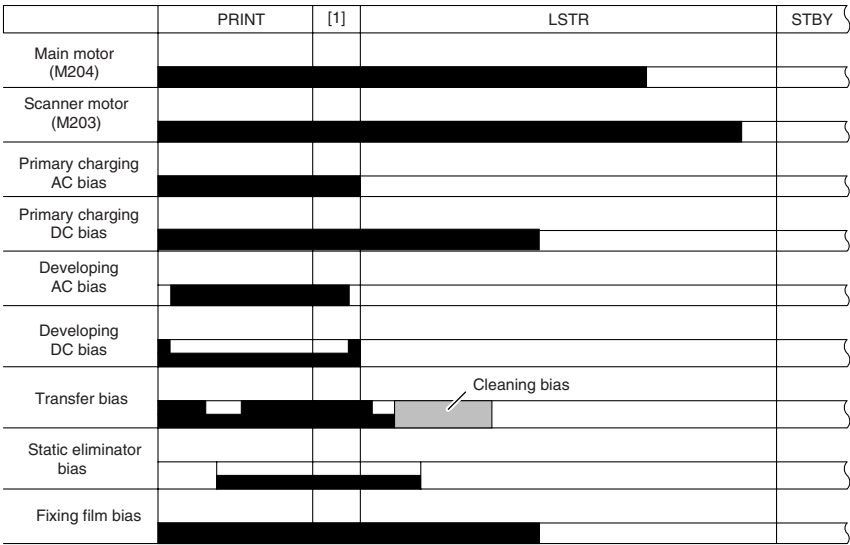 PRINT [1] LSTR STBY
Main motor
(M204)
Scanner motor
(M203)
Primary charging
AC bias
Primary charging
DC bias
Developing
AC bias
Developing
DC bias
Cleaning bias
Transfer bias
Static eliminator
bias
Fixing film bias